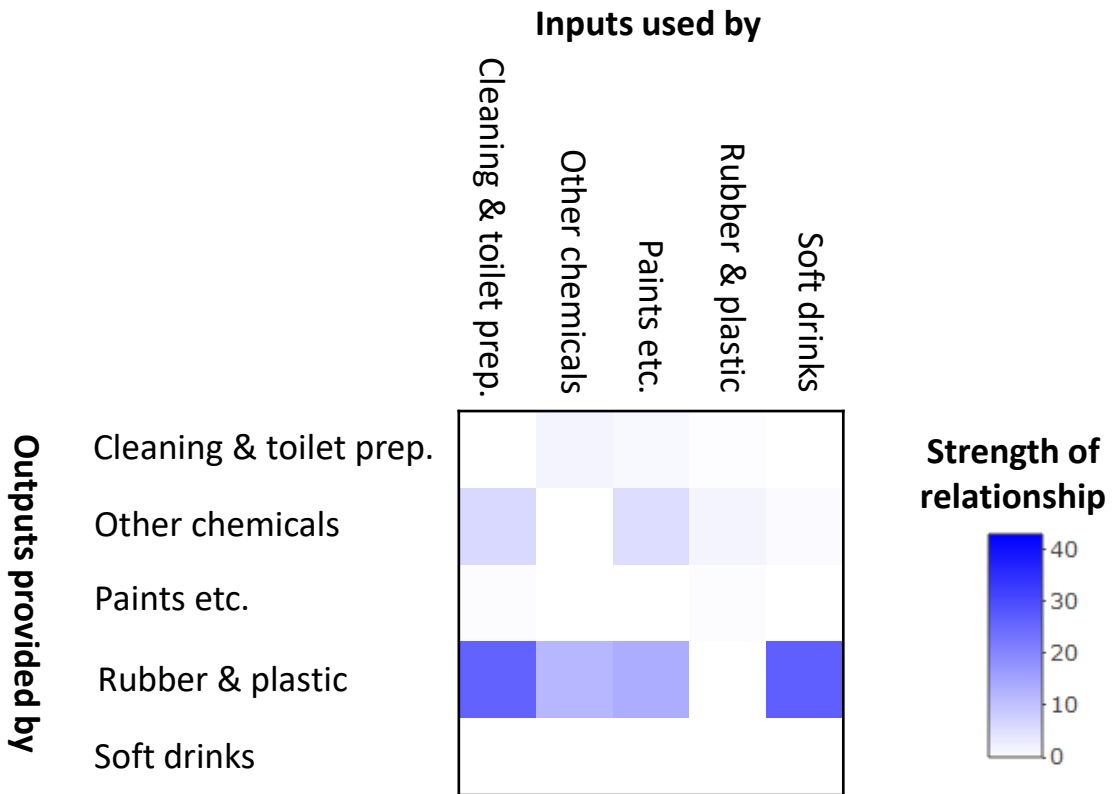 Inputs used by
Cleaning & toilet prep.
Other chemicals
Paints etc.
Rubber & plastic
Soft drinks
Outputs provided by
Cleaning & toilet prep.
Other chemicals
Paints etc.
Rubber & plastic
Soft drinks
Strength of
relationship
40
30
20
10
0